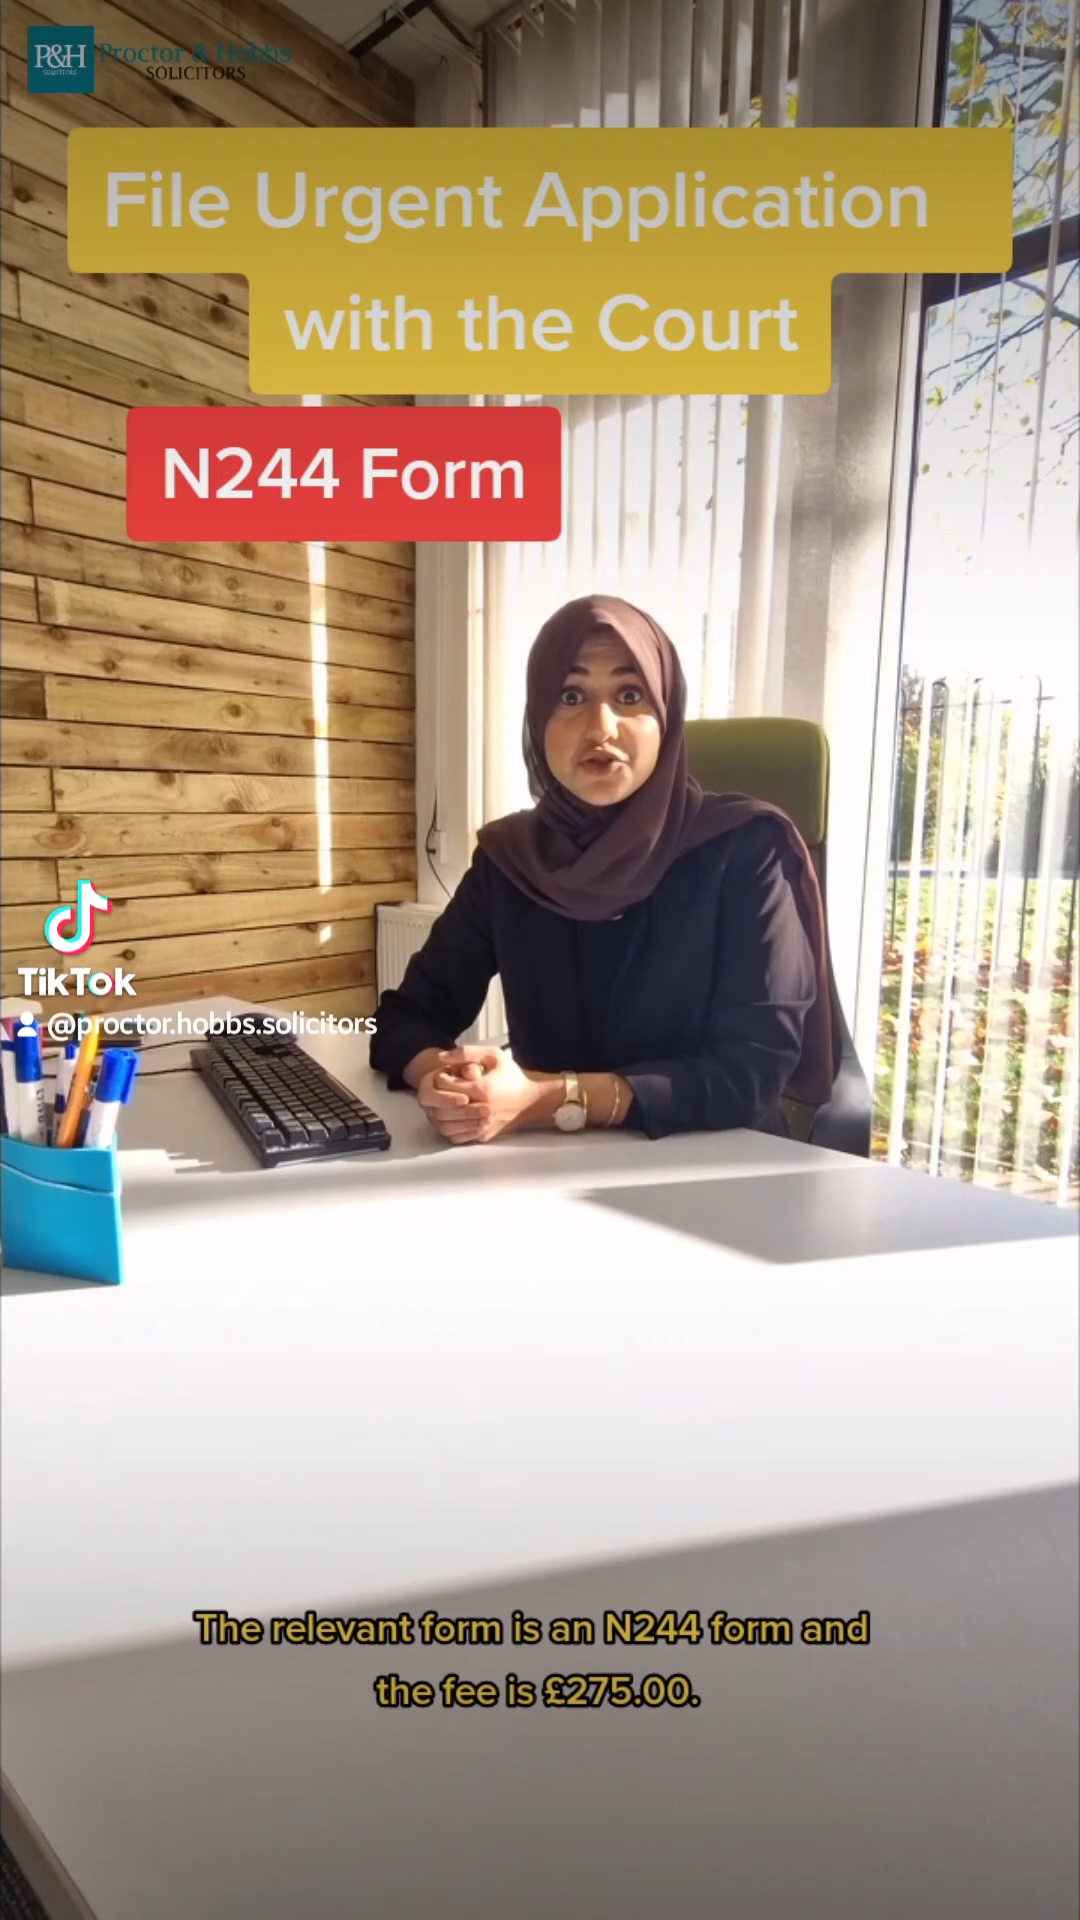 P&H
SOLICITORS
Proctor & Hobbs
SOLICITORS
File Urgent Application
with the Court
N244 Form
TikTok
@proctor.hobbs.solicitors
The relevant form is an N244 form and
the fee is £275.00.